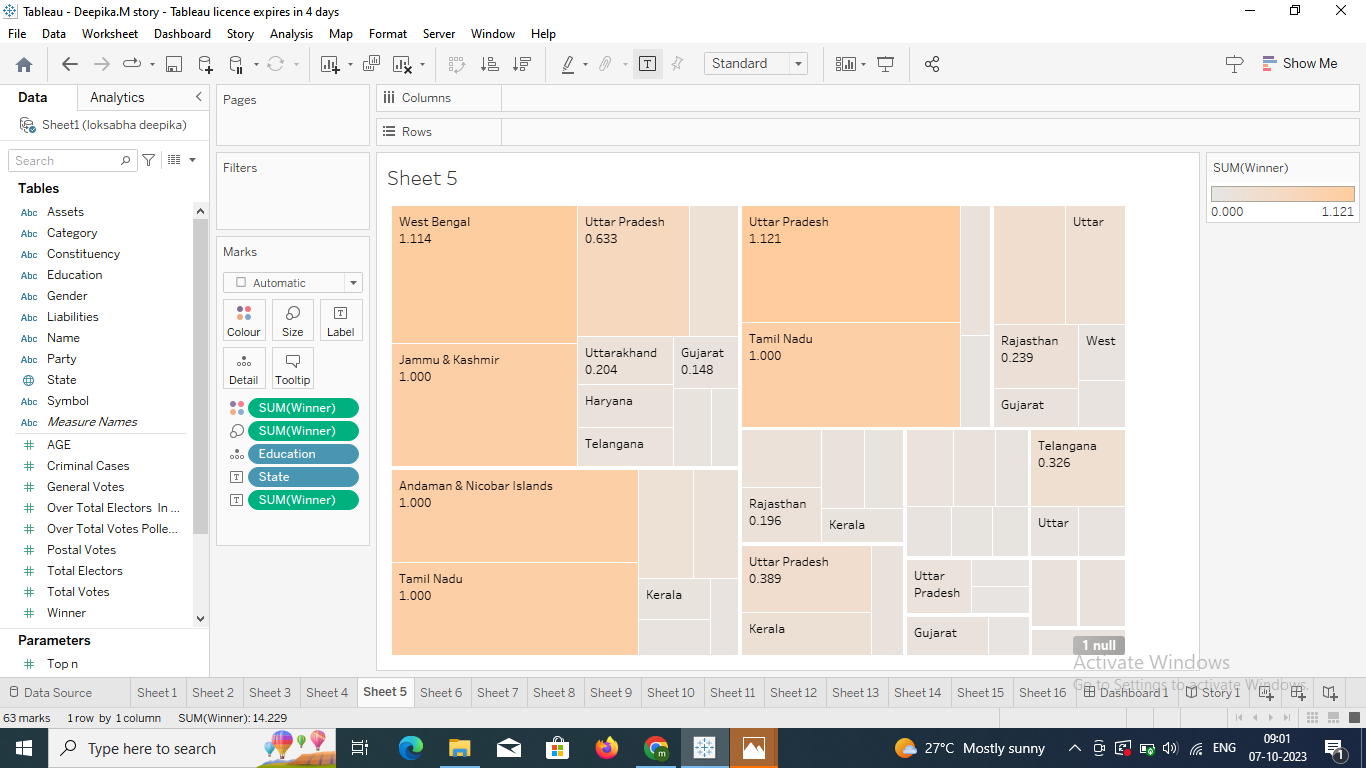 Tableau - Deepika.M story - Tableau licence expires in 4 days
File Data Worksheet Dashboard Story Analysis Map Format Server Window Help
Standard
Show Me
Data Analytics
Sheet1 (loksabha deepika)
Search
Tables
Abc Assets
Abc Category
Abc Constituency
Abc Education
Abc Gender
Abc Liabilities
Abc Name
Abc Party
State
Abc Symbol
Abc Measure Names
# AGE
# Criminal Cases
# General Votes
# Over Total Electors In ...
# Over Total Votes Polle...
# Postal Votes
# Total Electors
# Total Votes
# Winner
Parameters
# Top n
Pages
Filters
Marks
Automatic
Colour Size Label
Detail Tooltip
SUM(Winner)
SUM(Winner)
Education
State
SUM(Winner)
Columns
Rows
Sheet 5
West Bengal
1.114
Uttar Pradesh
0.633
Jammu & Kashmir
1.000
Uttarakhand
0.204
Gujarat
0.148
Haryana
Telangana
Andaman & Nicobar Islands
1.000
Tamil Nadu
1.000
Kerala
Uttar Pradesh
1.121
Tamil Nadu
1.000
Uttar
Rajasthan
0.239
West
Gujarat
Rajasthan
0.196
Kerala
Telangana
0.326
Uttar
Uttar Pradesh
0.389
Kerala
Uttar
Pradesh
Gujarat
1 null
SUM(Winner)
0.000 1.121
Activate Windows
Go to Settings to activate Windows.
Data Source Sheet 1 Sheet 2 Sheet 3 Sheet 4 Sheet 5 Sheet 6 Sheet 7 Sheet 8 Sheet 9 Sheet 10 Sheet 11 Sheet 12 Sheet 13 Sheet 14 Sheet 15 Sheet 16 Dashboard 1 Story 1
63 marks 1 row by 1 column SUM(Winner): 14.229
Type here to search
27°C Mostly sunny
ENG
09:01
07-10-2023
1